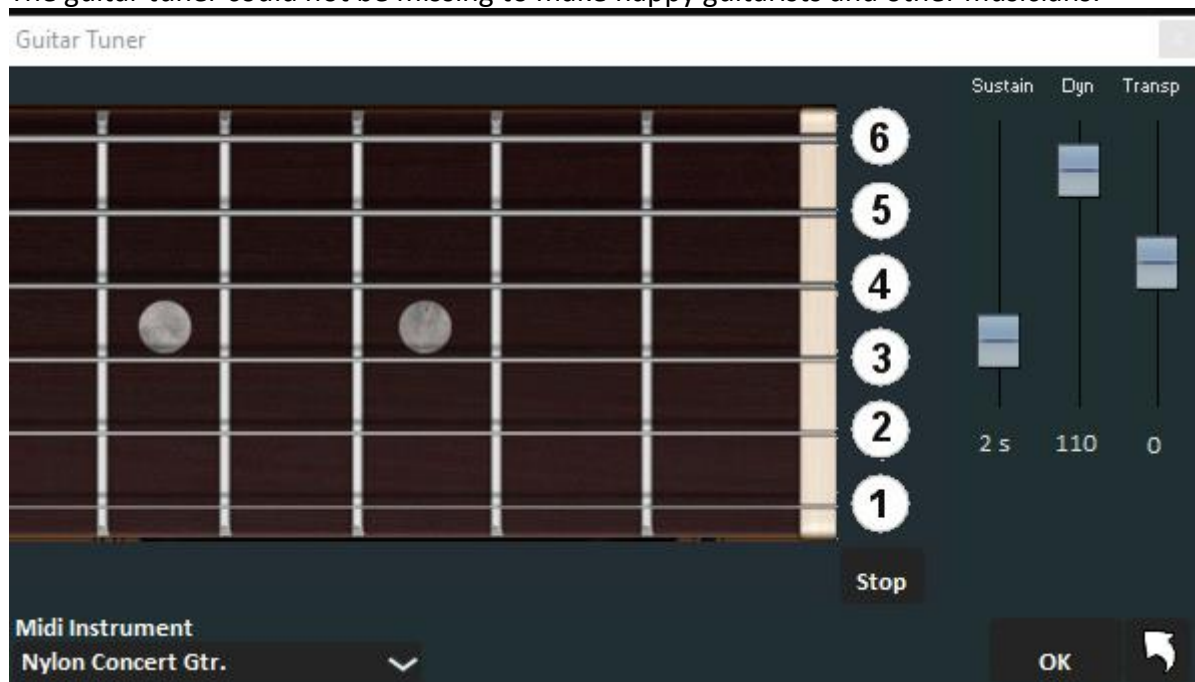 The guitar tuner could not be missing to make happy guitarists and other musicians.
Guitar Tuner
Sustain Dyn Transp
6
5
4
3
2
1
2 s 110 0
Stop
Midi Instrument
Nylon Concert Gtr.
OK